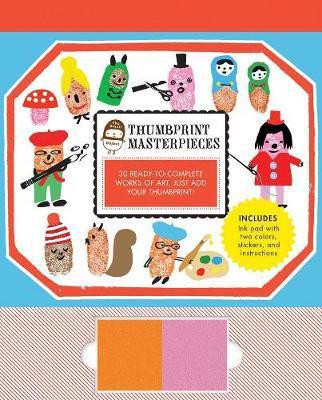 THUMBPRINT
MASTERPIECES
30 READY-TO-COMPLETE
WORKS OF ART, JUST ADD
YOUR THUMBPRINT!
INCLUDES
Ink pad with
two colors,
stickers, and
instructions